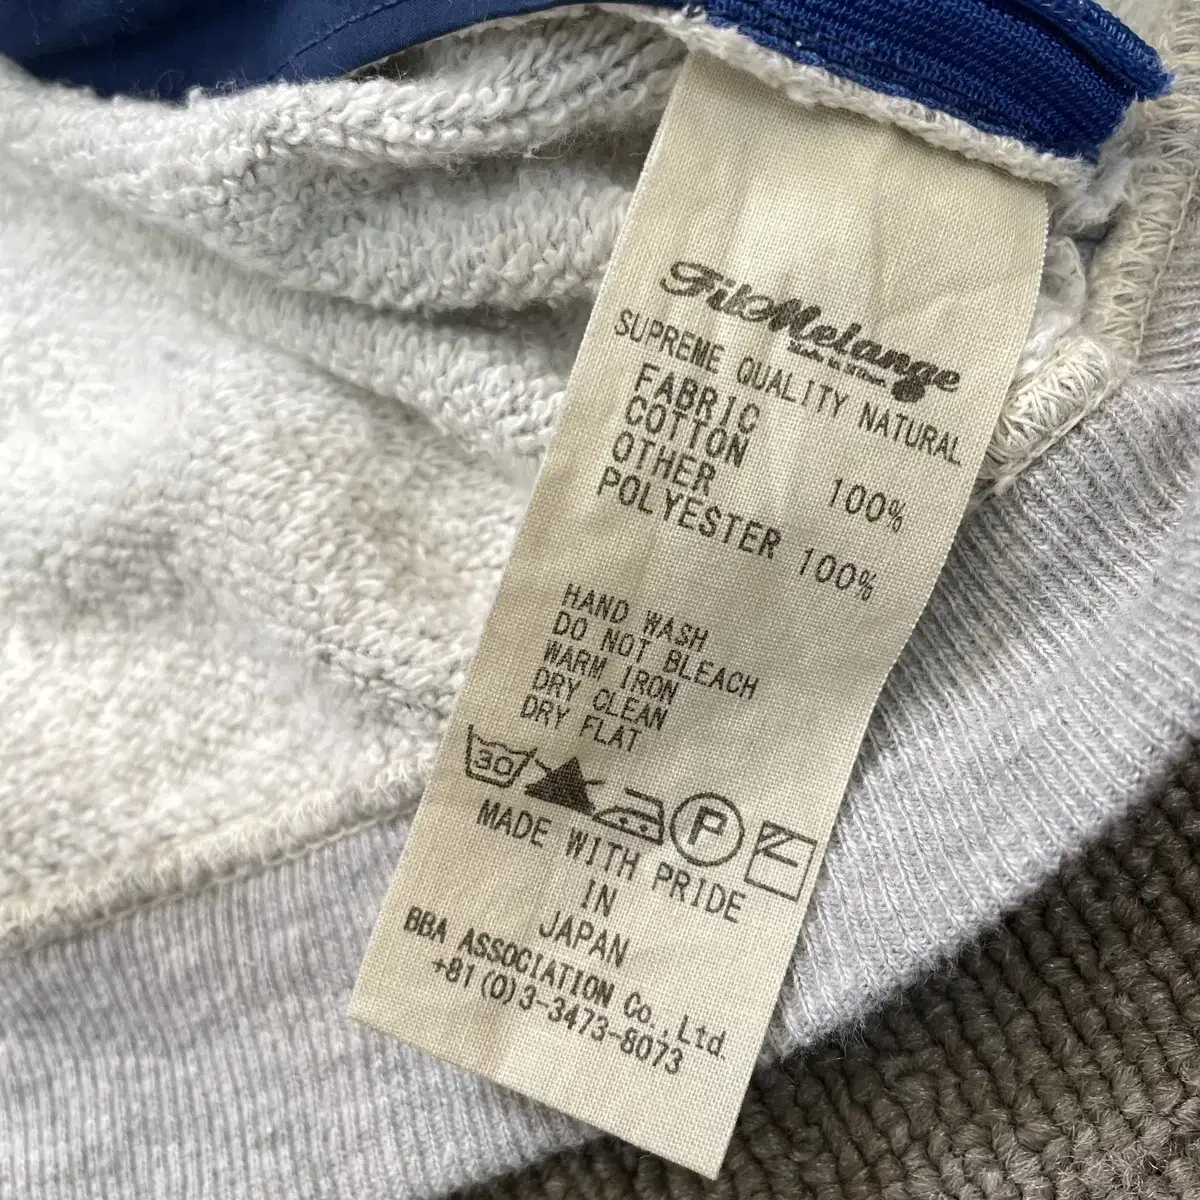 FilMelange
SUPREME QUALITY NATURAL
FABRIC
COTTON 100%
OTHER
POLYESTER 100%
HAND WASH
DO NOT BLEACH
WARM IRON
DRY CLEAN
DRY FLAT
30 P
MADE WITH PRIDE
IN
JAPAN
BBA ASSOCIATION Co., Ltd.
+81(0)3-3473-8073